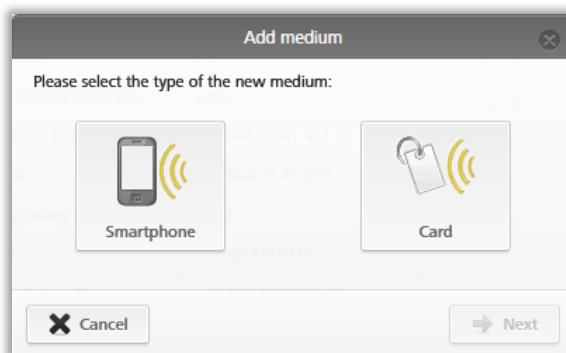 Add medium
Please select the type of the new medium:
Smartphone
Card
Cancel
Next